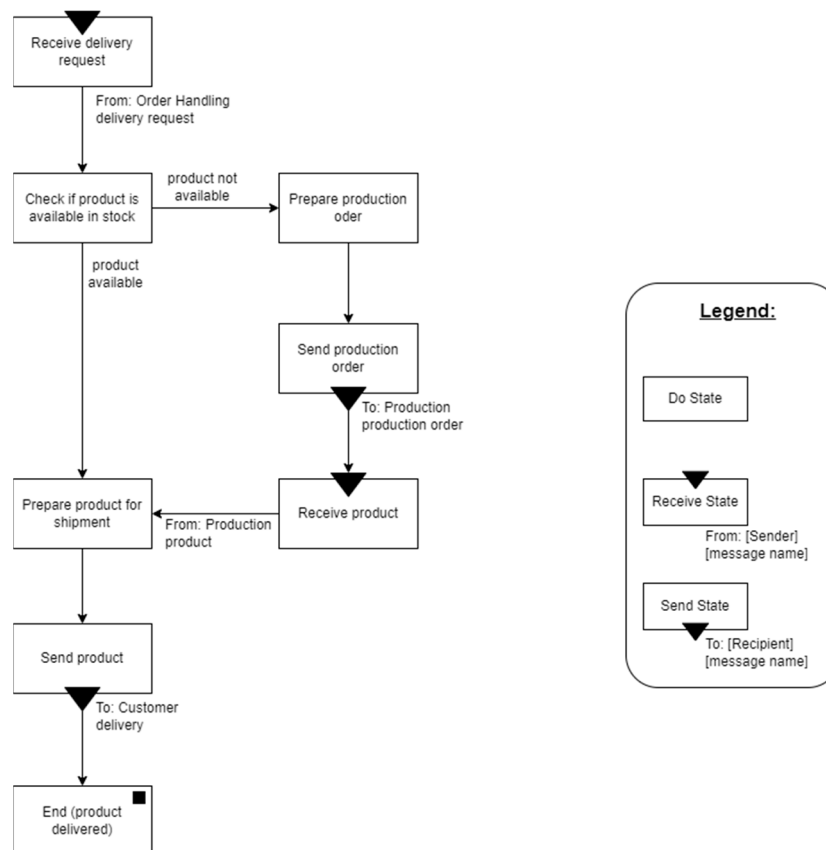 Receive delivery
request
From: Order Handling
delivery request
Check if product is
available in stock
product not
available
Prepare production
oder
product
available
Send production
order
To: Production
production order
Prepare product for
shipment
From: Production
product
Receive product
Send product
To: Customer
delivery
End (product
delivered)
Legend:
Do State
Receive State
From: [Sender]
[message name]
Send State
To: [Recipient]
[message name]